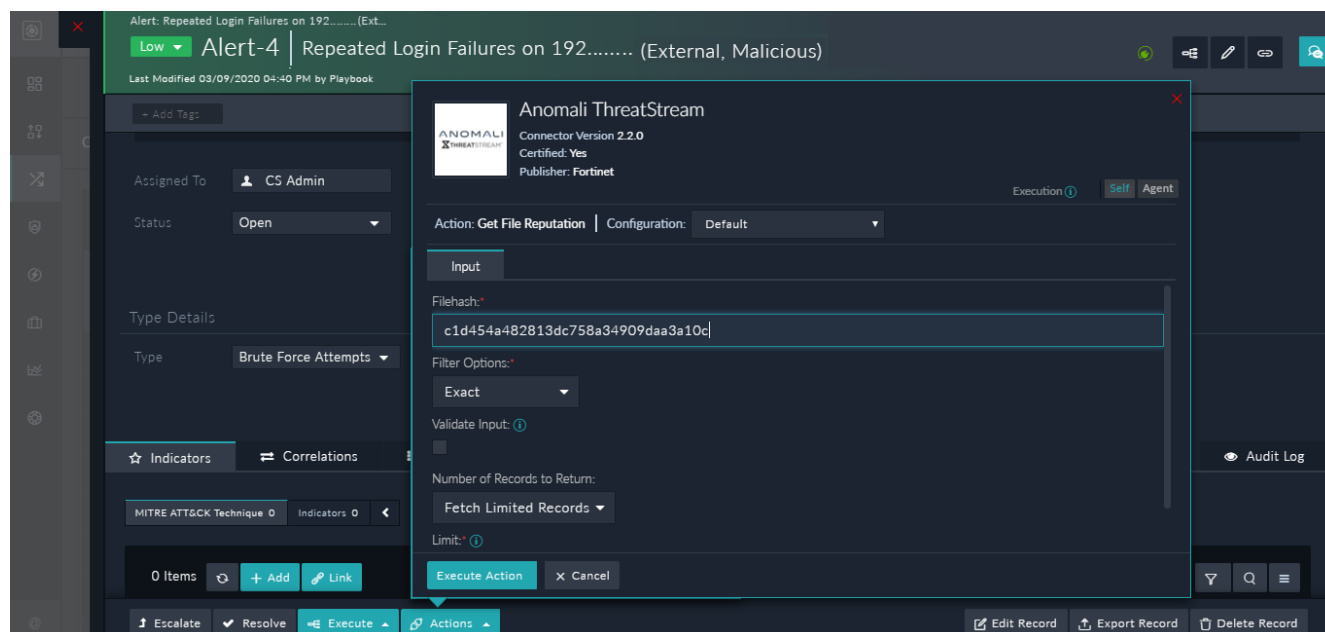 Alert: Repeated Login Failures on 192........(Ext...
Low Alert-4 Repeated Login Failures on 192........ (External, Malicious)
Last Modified 03/09/2020 04:40 PM by Playbook
+ Add Tags
Assigned To CS Admin
Status Open
Type Details
Type Brute Force Attempts
ANOMALI
THREATSTREAM
Anomali ThreatStream
Connector Version 2.2.0
Certified: Yes
Publisher: Fortinet
Execution Self Agent
Action: Get File Reputation Configuration: Default
Input
Filehash:*
c1d454a482813dc758a34909daa3a10c
Filter Options:*
Exact
Validate Input:
Number of Records to Return:
Fetch Limited Records
Limit:*
Execute Action X Cancel
Indicators Correlations Audit Log
MITRE ATT&CK Technique 0 Indicators 0
0 Items + Add Link
Escalate Resolve Execute Actions Edit Record Export Record Delete Record